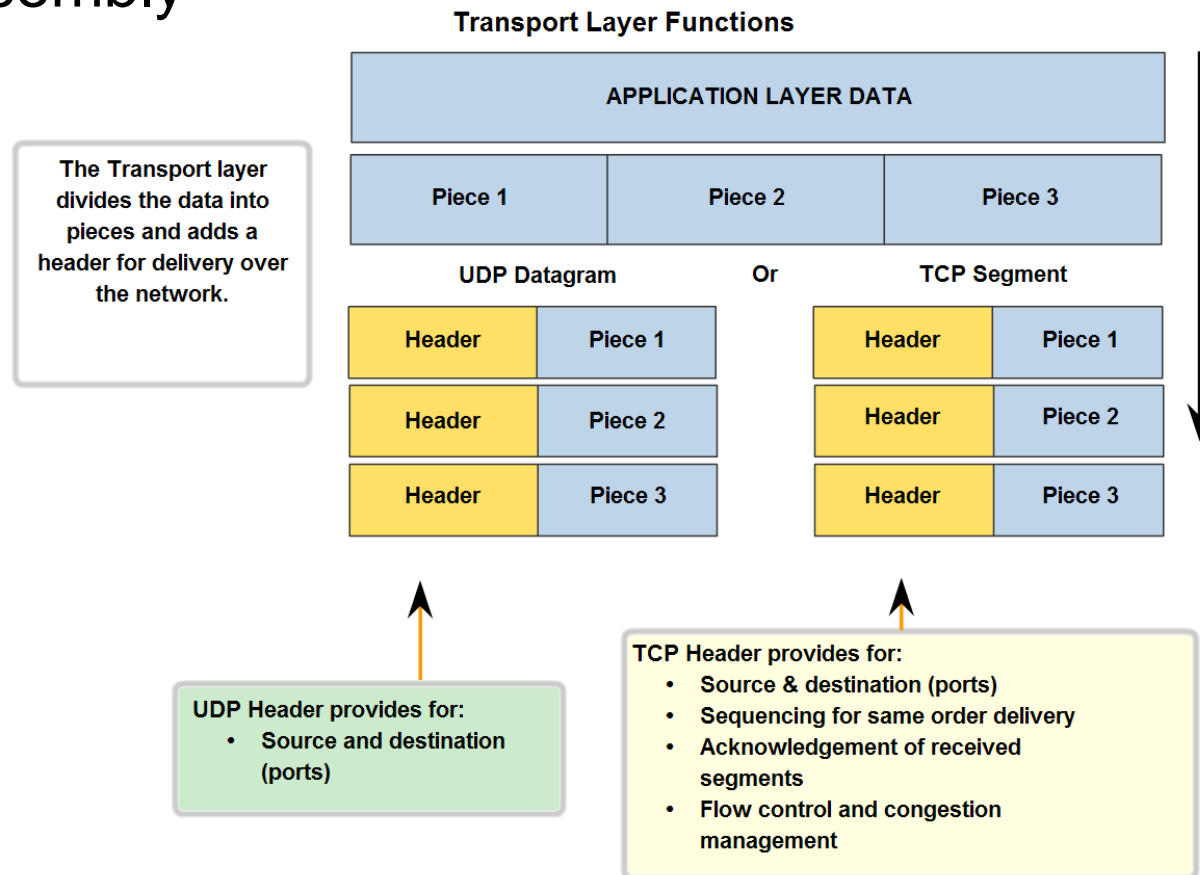 Transport Layer Functions
APPLICATION LAYER DATA
The Transport layer
divides the data into
pieces and adds a
header for delivery over
the network.
Piece 1
Piece 2
Piece 3
UDP Datagram
Or
TCP Segment
Header
Piece 1
Header
Piece 2
Header
Piece 3
Header
Piece 1
Header
Piece 2
Header
Piece 3
UDP Header provides for:
• Source and destination
(ports)
TCP Header provides for:
• Source & destination (ports)
• Sequencing for same order delivery
• Acknowledgement of received
segments
• Flow control and congestion
management